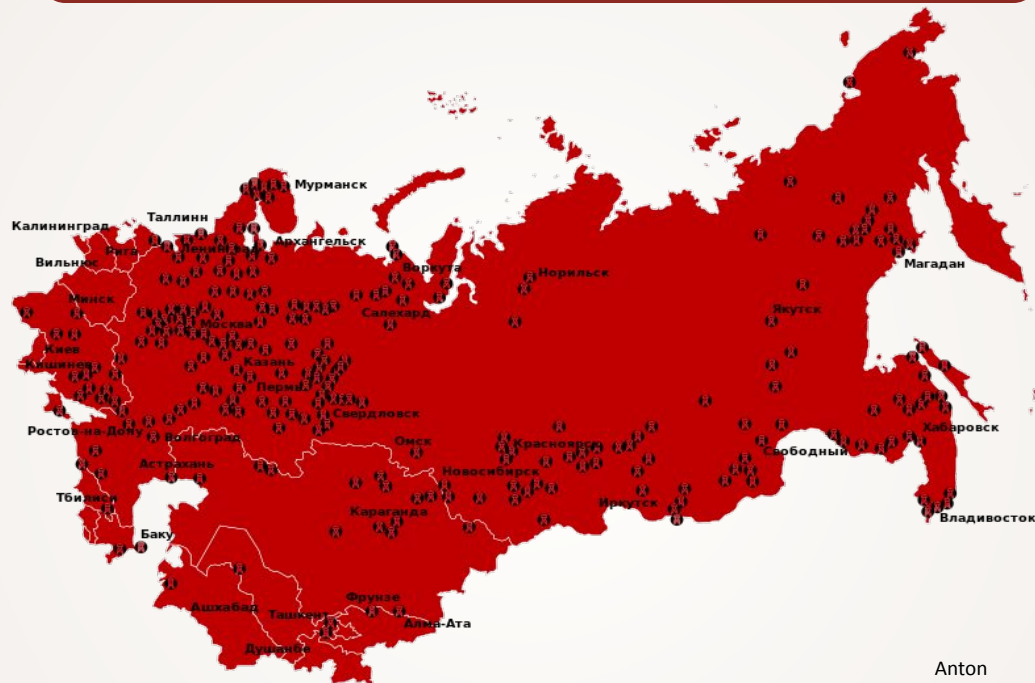 Мурманск
Таллинн
Калининград
Архангельск
Рига
Ленинград
Вильнюс
Воркута
Норильск
Магадан
Минск
Салехард
Якутск
Москва
Киев
Казань
Кишинев
Пермь
Свердловск
Ростов-на-Дону
Волгоград
Омск
Красноярск
Хабаровск
Свободный
Астрахань
Новосибирск
Тбилиси
Иркутск
Караганда
Владивосток
Баку
Фрунзе
Ашхабад
Ташкент
Алма-Ата
Душанбе
Anton